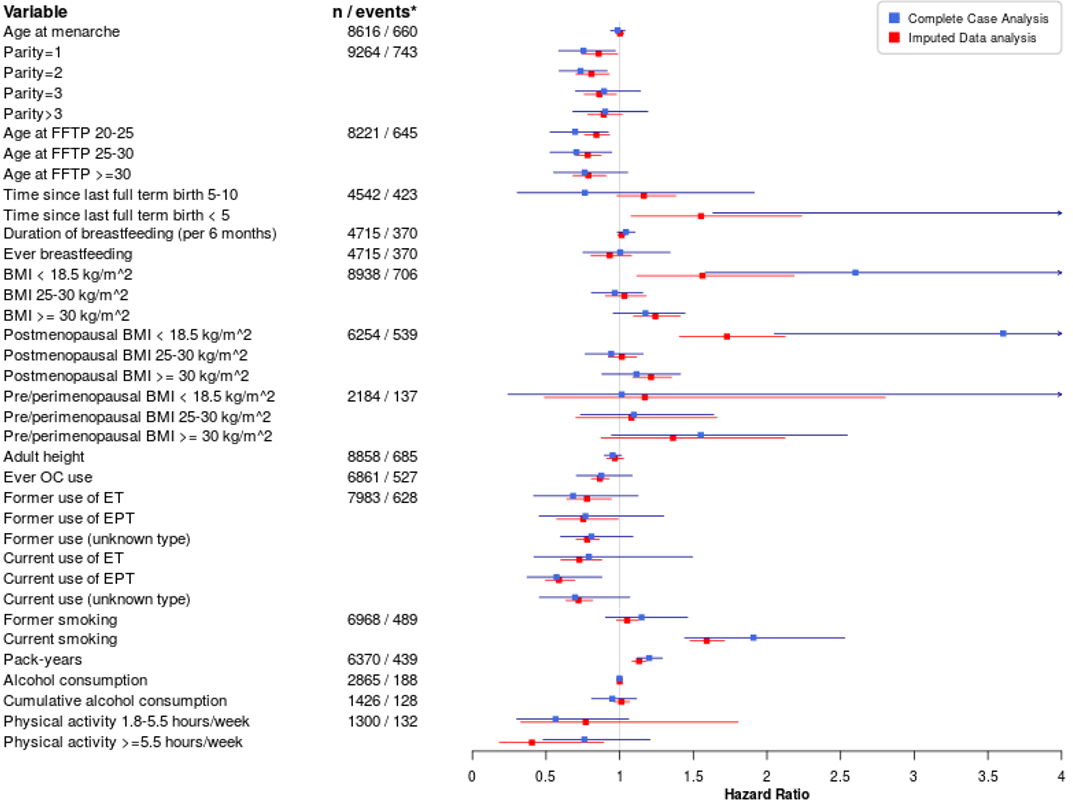 Variable n / events*
Complete Case Analysis
Imputed Data analysis
Age at menarche 8616 / 660
Parity=1 9264 / 743
Parity=2
Parity=3
Parity>3
Age at FFTP 20-25 8221 / 645
Age at FFTP 25-30
Age at FFTP >=30
Time since last full term birth 5-10 4542 / 423
Time since last full term birth < 5
Duration of breastfeeding (per 6 months) 4715 / 370
Ever breastfeeding 4715 / 370
BMI < 18.5 kg/m^2 8938 / 706
BMI 25-30 kg/m^2
BMI >= 30 kg/m^2
Postmenopausal BMI < 18.5 kg/m^2 6254 / 539
Postmenopausal BMI 25-30 kg/m^2
Postmenopausal BMI >= 30 kg/m^2
Pre/perimenopausal BMI < 18.5 kg/m^2 2184 / 137
Pre/perimenopausal BMI 25-30 kg/m^2
Pre/perimenopausal BMI >= 30 kg/m^2
Adult height 8858 / 685
Ever OC use 6861 / 527
Former use of ET 7983 / 628
Former use of EPT
Former use (unknown type)
Current use of ET
Current use of EPT
Current use (unknown type)
Former smoking 6968 / 489
Current smoking
Pack-years 6370 / 439
Alcohol consumption 2865 / 188
Cumulative alcohol consumption 1426 / 128
Physical activity 1.8-5.5 hours/week 1300 / 132
Physical activity >=5.5 hours/week
0 0.5 1 1.5 2 2.5 3 3.5 4
Hazard Ratio